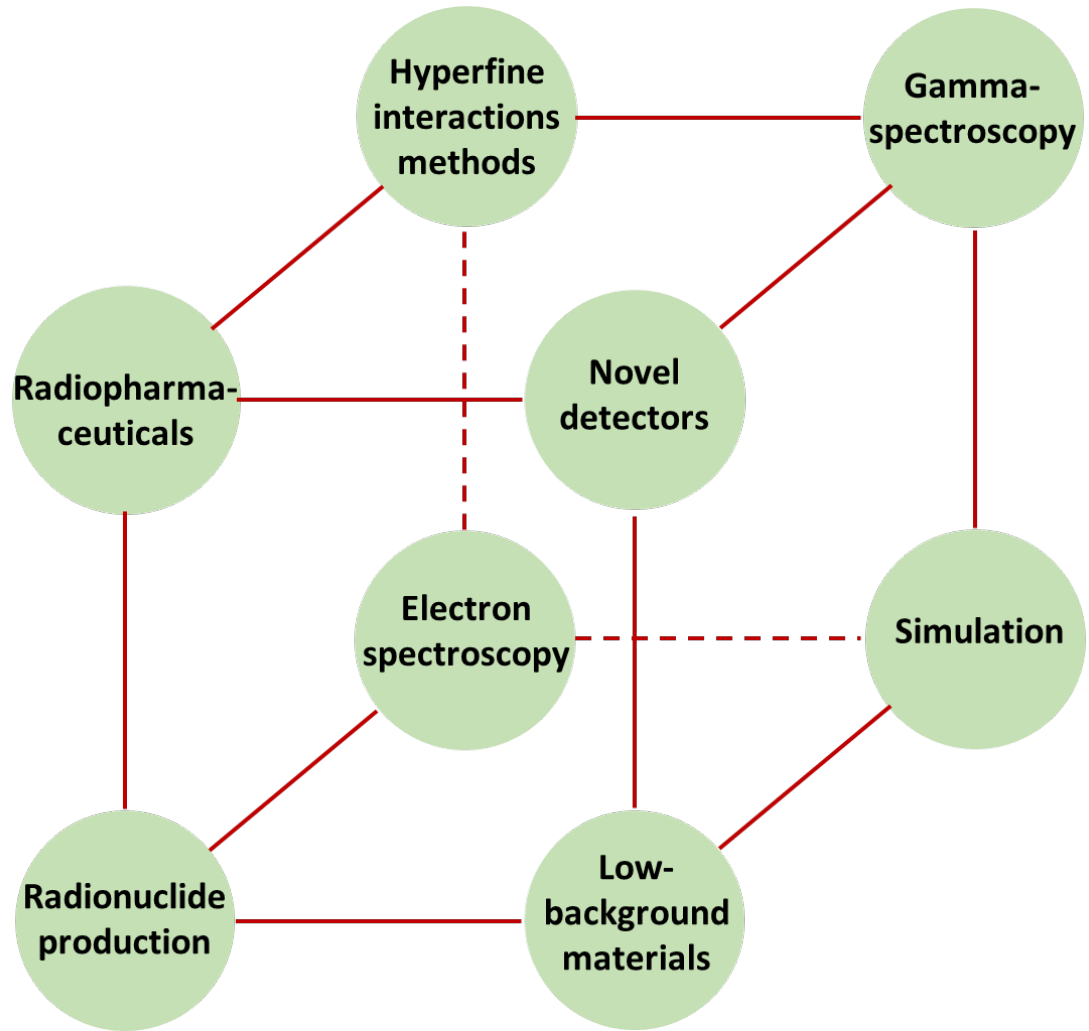 Hyperfine
interactions
methods
Gamma-
spectroscopy
Radiopharma-
ceuticals
Novel
detectors
Electron
spectroscopy
Simulation
Radionuclide
production
Low-
background
materials